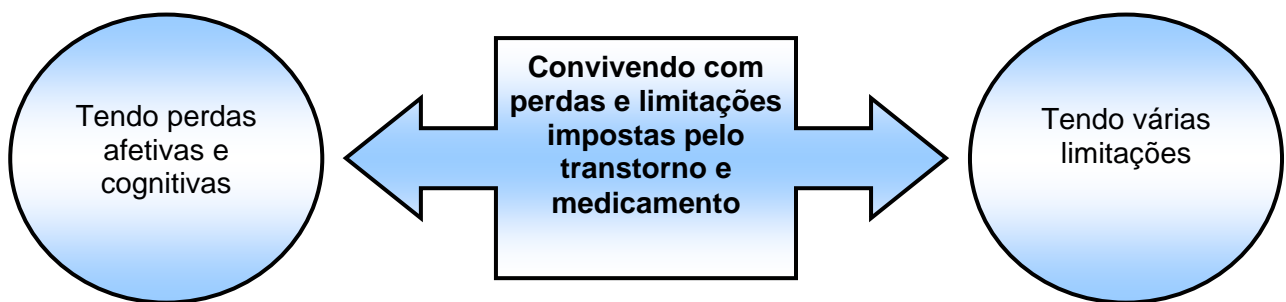 Tendo perdas
afetivas e
cognitivas
Convivendo com
perdas e limitações
impostas pelo
transtorno e
medicamento
Tendo várias
limitações